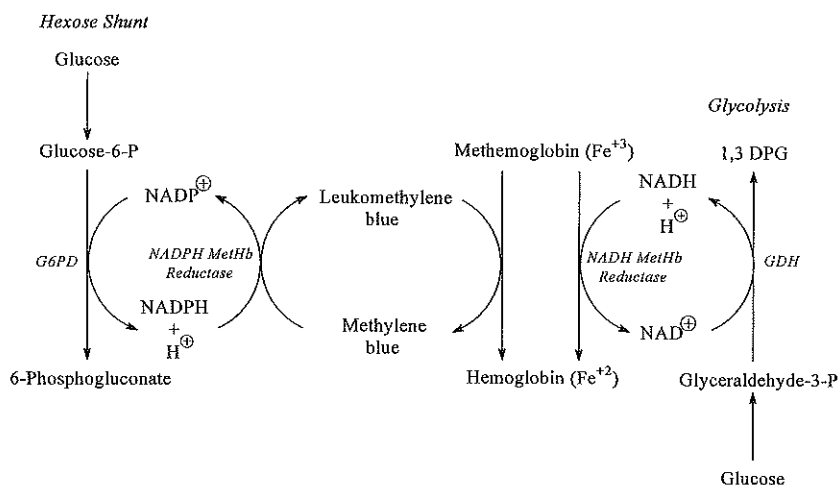 Hexose Shunt
Glucose
Glucose-6-P
NADP⊕
G6PD
NADPH MetHb
Reductase
NADPH
+
H⊕
6-Phosphogluconate
Leukomethylene
blue
Methylene
blue
Methemoglobin (Fe+3)
Hemoglobin (Fe+2)
Glycolysis
1,3 DPG
NADH
+
H⊕
NADH MetHb
Reductase
GDH
NAD⊕
Glyceraldehyde-3-P
Glucose